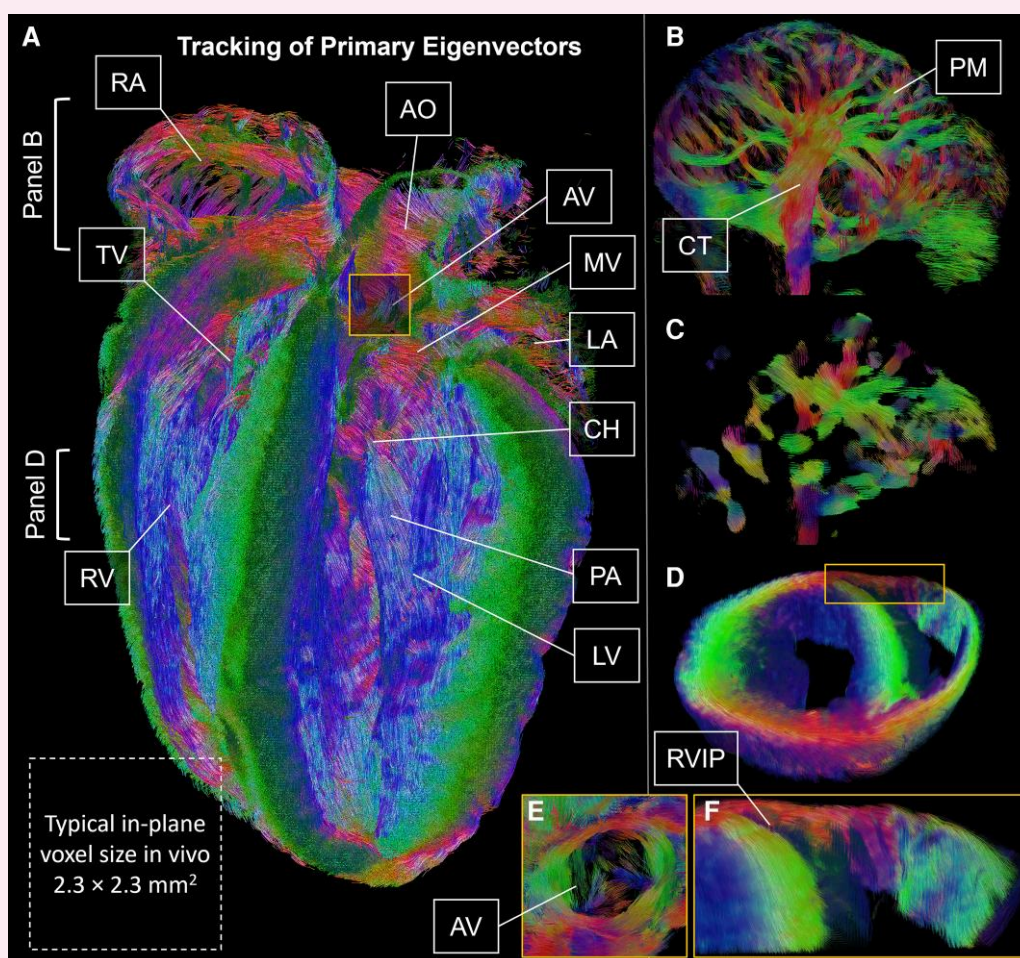 A
Tracking of Primary Eigenvectors
RA
AO
Panel B
AV
TV
MV
LA
CH
Panel D
RV
PA
LV
Typical in-plane
voxel size in vivo
2.3 × 2.3 mm²
B
PM
CT
C
D
RVIP
E
AV
F